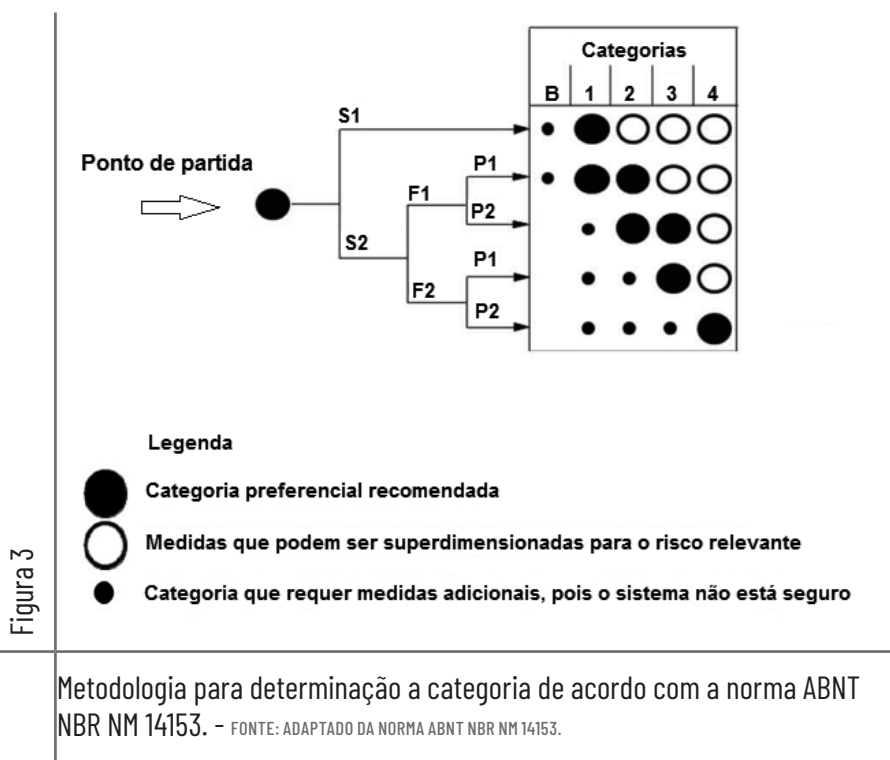 Categorias
B 1 2 3 4
S1
Ponto de partida
P1
F1
P2
S2
P1
F2
P2
Legenda
Categoria preferencial recomendada
Medidas que podem ser superdimensionadas para o risco relevante
Categoria que requer medidas adicionais, pois o sistema não está seguro
Figura 3
Metodologia para determinação a categoria de acordo com a norma ABNT
NBR NM 14153. - FONTE: ADAPTADO DA NORMA ABNT NBR NM 14153.